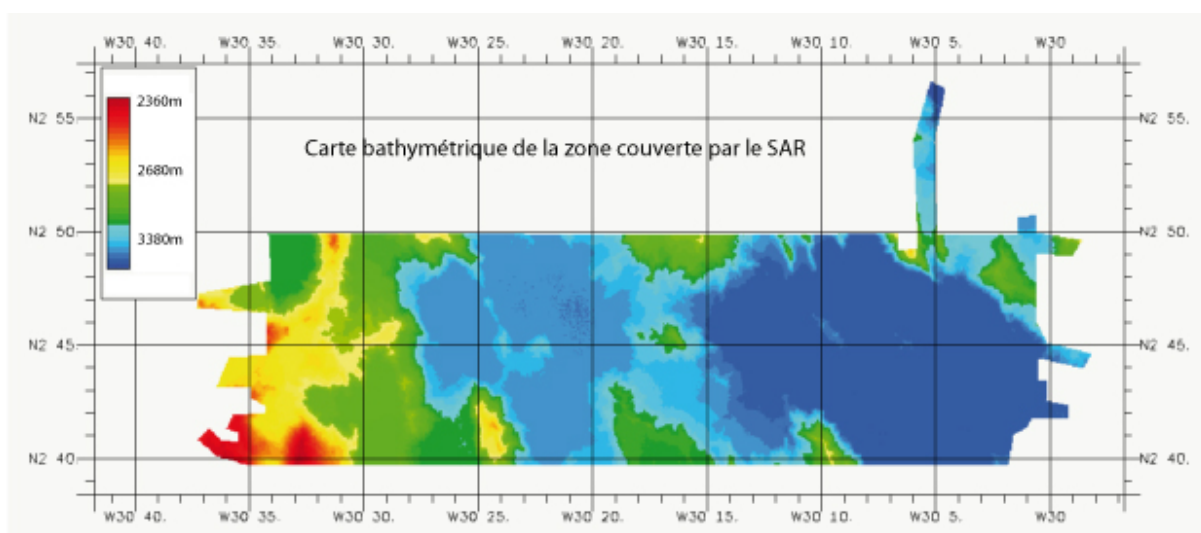 W30 40. W30 35. W30 30. W30 25. W30 20. W30 15. W30 10. W30 5. W30
2360m
N2 55. N2 55.
Carte bathymétrique de la zone couverte par le SAR
2680m
N2 50. N2 50.
3380m
N2 45. N2 45.
N2 40. N2 40.
W30 40. W30 35. W30 30. W30 25. W30 20. W30 15. W30 10. W30 5. W30